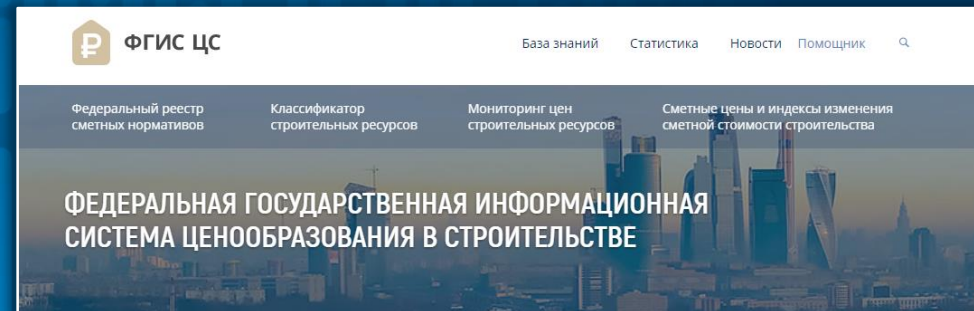 ФГИС ЦС
База знаний Статистика Новости Помощник
Федеральный реестр
сметных нормативов
Классификатор
строительных ресурсов
Мониторинг цен
строительных ресурсов
Сметные цены и индексы изменения
сметной стоимости строительства
ФЕДЕРАЛЬНАЯ ГОСУДАРСТВЕННАЯ ИНФОРМАЦИОННАЯ
СИСТЕМА ЦЕНООБРАЗОВАНИЯ В СТРОИТЕЛЬСТВЕ